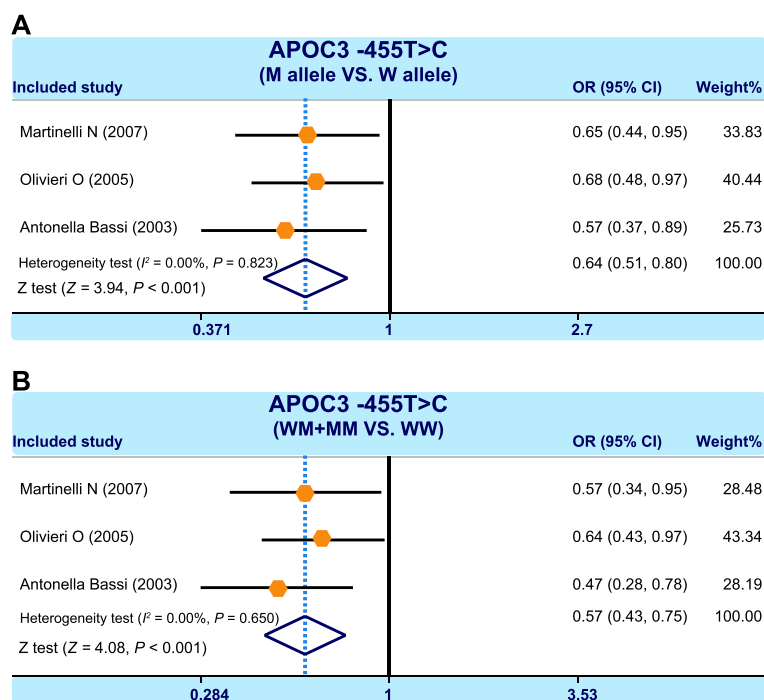 A
APOC3 -455T>C
(M allele VS. W allele)
Included study OR (95% CI) Weight%
Martinelli N (2007) 0.65 (0.44, 0.95) 33.83
Olivieri O (2005) 0.68 (0.48, 0.97) 40.44
Antonella Bassi (2003) 0.57 (0.37, 0.89) 25.73
Heterogeneity test (I² = 0.00%, P = 0.823) 0.64 (0.51, 0.80) 100.00
Z test (Z = 3.94, P < 0.001)
0.371 1 2.7
B
APOC3 -455T>C
(WM+MM VS. WW)
Included study OR (95% CI) Weight%
Martinelli N (2007) 0.57 (0.34, 0.95) 28.48
Olivieri O (2005) 0.64 (0.43, 0.97) 43.34
Antonella Bassi (2003) 0.47 (0.28, 0.78) 28.19
Heterogeneity test (I² = 0.00%, P = 0.650) 0.57 (0.43, 0.75) 100.00
Z test (Z = 4.08, P < 0.001)
0.284 1 3.53